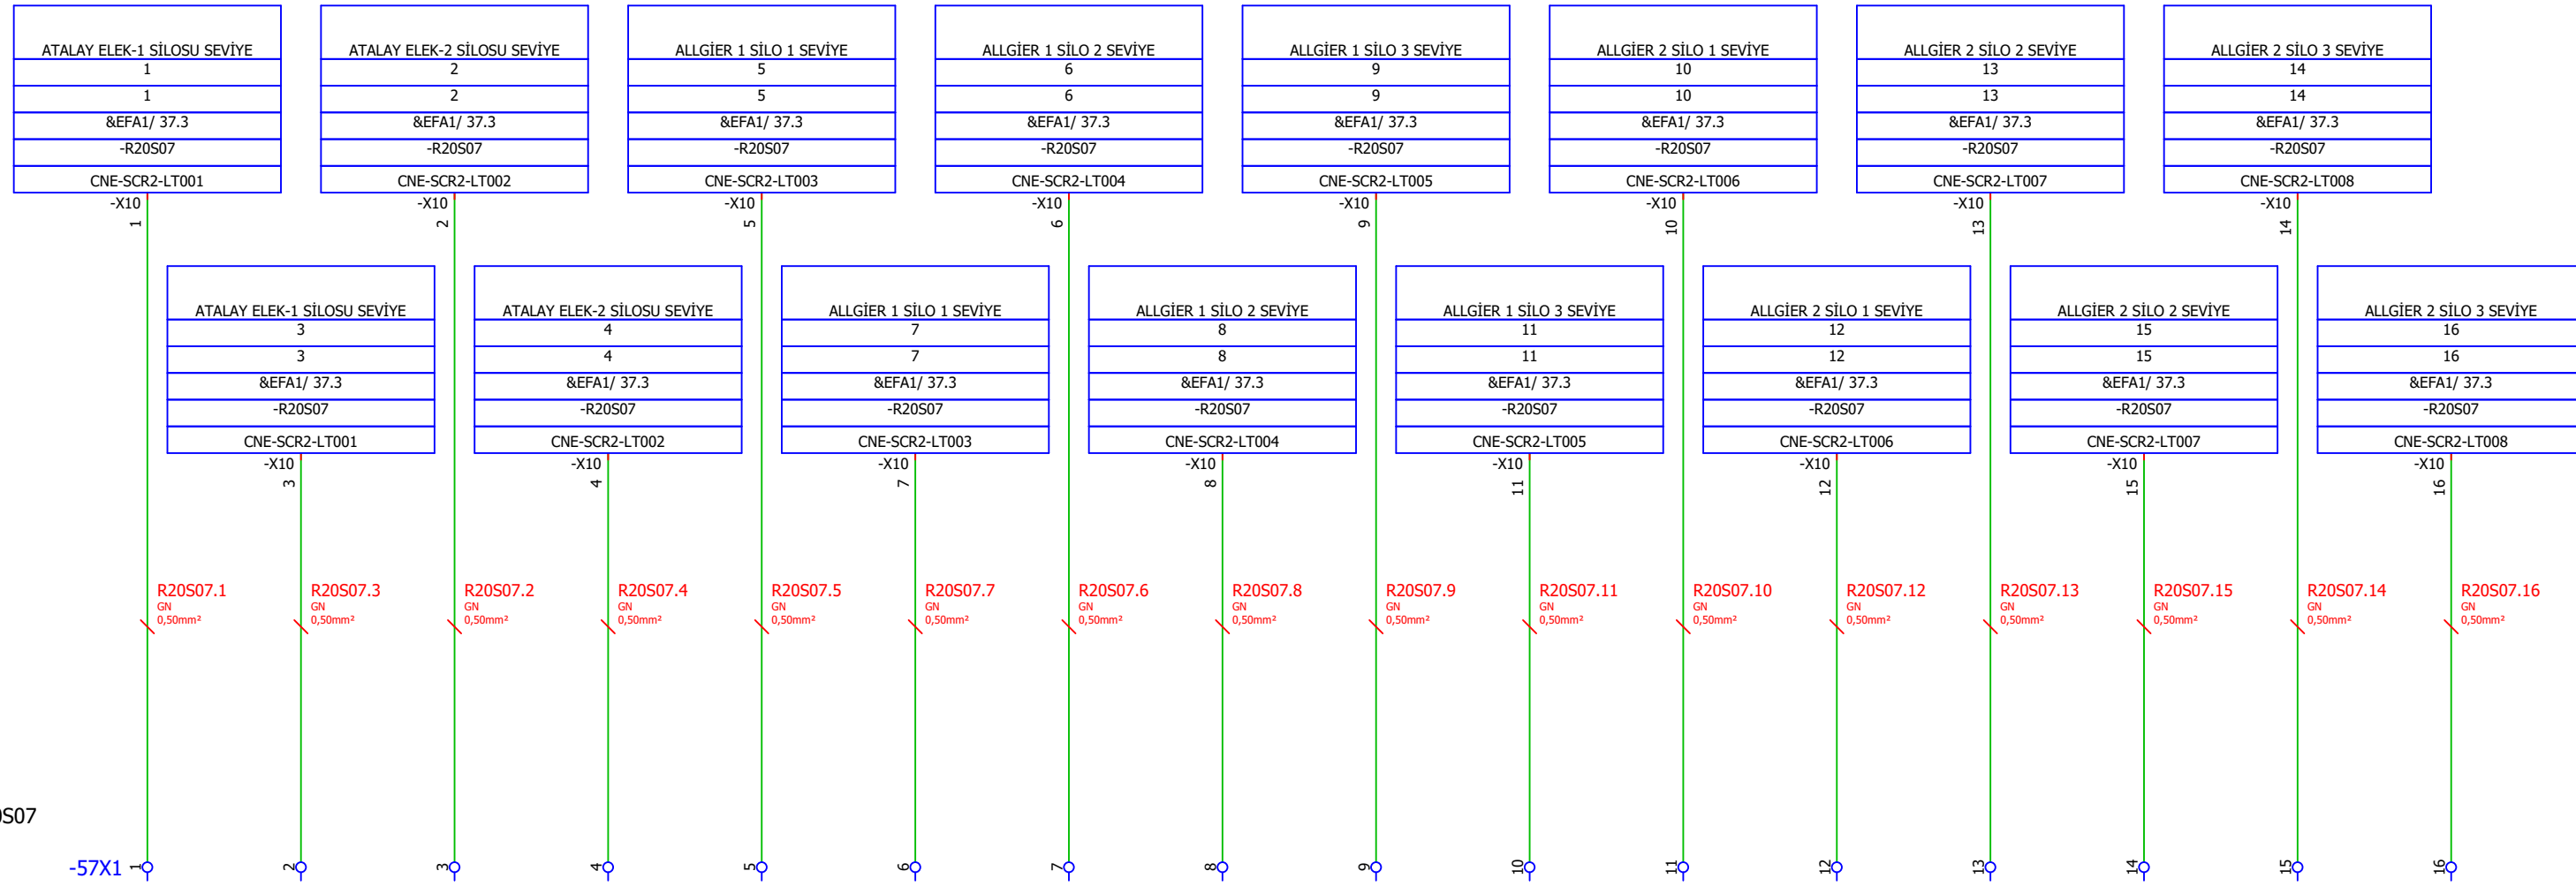 ATALAY ELEK-1 SİLOSU SEVİYE
1
1
&EFA1/ 37.3
-R20S07
CNE-SCR2-LT001
-X10
1
ATALAY ELEK-2 SİLOSU SEVİYE
2
2
&EFA1/ 37.3
-R20S07
CNE-SCR2-LT002
-X10
2
ALLGİER 1 SİLO 1 SEVİYE
5
5
&EFA1/ 37.3
-R20S07
CNE-SCR2-LT003
-X10
5
ALLGİER 1 SİLO 2 SEVİYE
6
6
&EFA1/ 37.3
-R20S07
CNE-SCR2-LT004
-X10
6
ALLGİER 1 SİLO 3 SEVİYE
9
9
&EFA1/ 37.3
-R20S07
CNE-SCR2-LT005
-X10
9
ALLGİER 2 SİLO 1 SEVİYE
10
10
&EFA1/ 37.3
-R20S07
CNE-SCR2-LT006
-X10
10
ALLGİER 2 SİLO 2 SEVİYE
13
13
&EFA1/ 37.3
-R20S07
CNE-SCR2-LT007
-X10
13
ALLGİER 2 SİLO 3 SEVİYE
14
14
&EFA1/ 37.3
-R20S07
CNE-SCR2-LT008
-X10
14
ATALAY ELEK-1 SİLOSU SEVİYE
3
3
&EFA1/ 37.3
-R20S07
CNE-SCR2-LT001
-X10
3
ATALAY ELEK-2 SİLOSU SEVİYE
4
4
&EFA1/ 37.3
-R20S07
CNE-SCR2-LT002
-X10
4
ALLGİER 1 SİLO 1 SEVİYE
7
7
&EFA1/ 37.3
-R20S07
CNE-SCR2-LT003
-X10
7
ALLGİER 1 SİLO 2 SEVİYE
8
8
&EFA1/ 37.3
-R20S07
CNE-SCR2-LT004
-X10
8
ALLGİER 1 SİLO 3 SEVİYE
11
11
&EFA1/ 37.3
-R20S07
CNE-SCR2-LT005
-X10
11
ALLGİER 2 SİLO 1 SEVİYE
12
12
&EFA1/ 37.3
-R20S07
CNE-SCR2-LT006
-X10
12
ALLGİER 2 SİLO 2 SEVİYE
15
15
&EFA1/ 37.3
-R20S07
CNE-SCR2-LT007
-X10
15
ALLGİER 2 SİLO 3 SEVİYE
16
16
&EFA1/ 37.3
-R20S07
CNE-SCR2-LT008
-X10
16
R20S07.1
GN
0,50mm²
R20S07.3
GN
0,50mm²
R20S07.2
GN
0,50mm²
R20S07.4
GN
0,50mm²
R20S07.5
GN
0,50mm²
R20S07.7
GN
0,50mm²
R20S07.6
GN
0,50mm²
R20S07.8
GN
0,50mm²
R20S07.9
GN
0,50mm²
R20S07.11
GN
0,50mm²
R20S07.10
GN
0,50mm²
R20S07.12
GN
0,50mm²
R20S07.13
GN
0,50mm²
R20S07.15
GN
0,50mm²
R20S07.14
GN
0,50mm²
R20S07.16
GN
0,50mm²
S07
-57X1
1
2
3
4
5
6
7
8
9
10
11
12
13
14
15
16